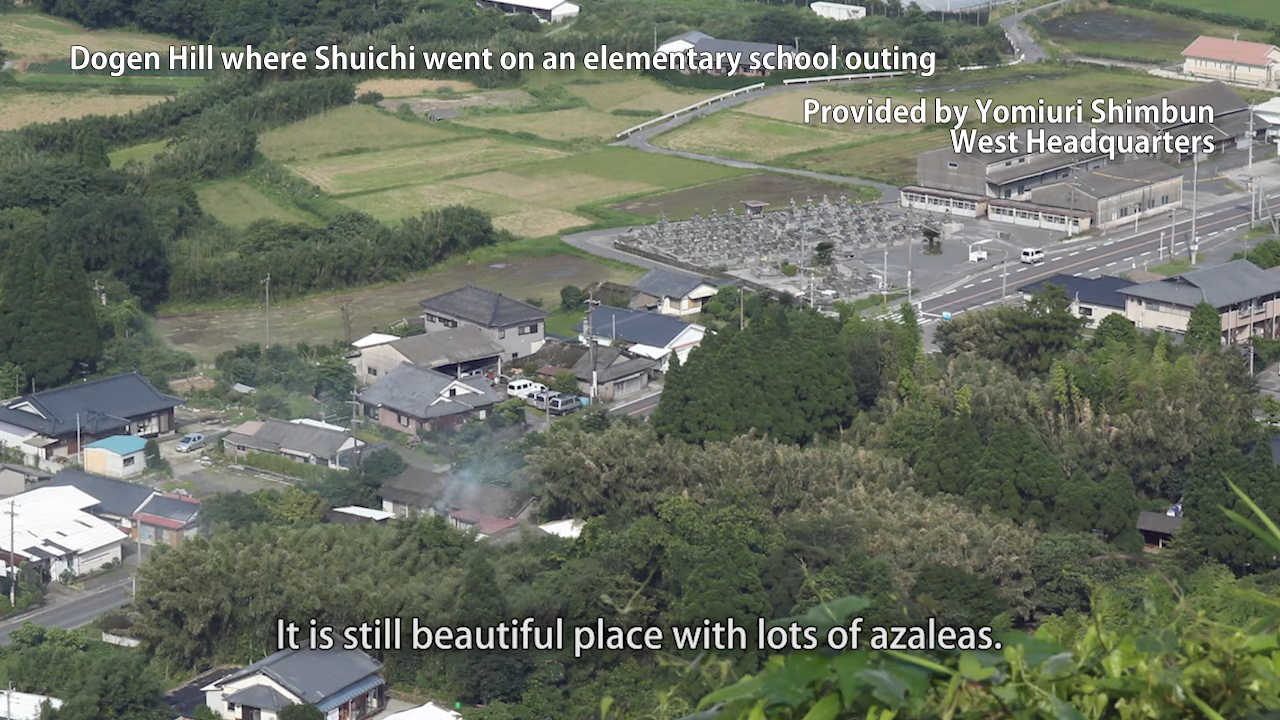 Dogen Hill where Shuichi went on an elementary school outing
Provided by Yomiuri Shimbun
West Headquarters
It is still beautiful place with lots of azaleas.